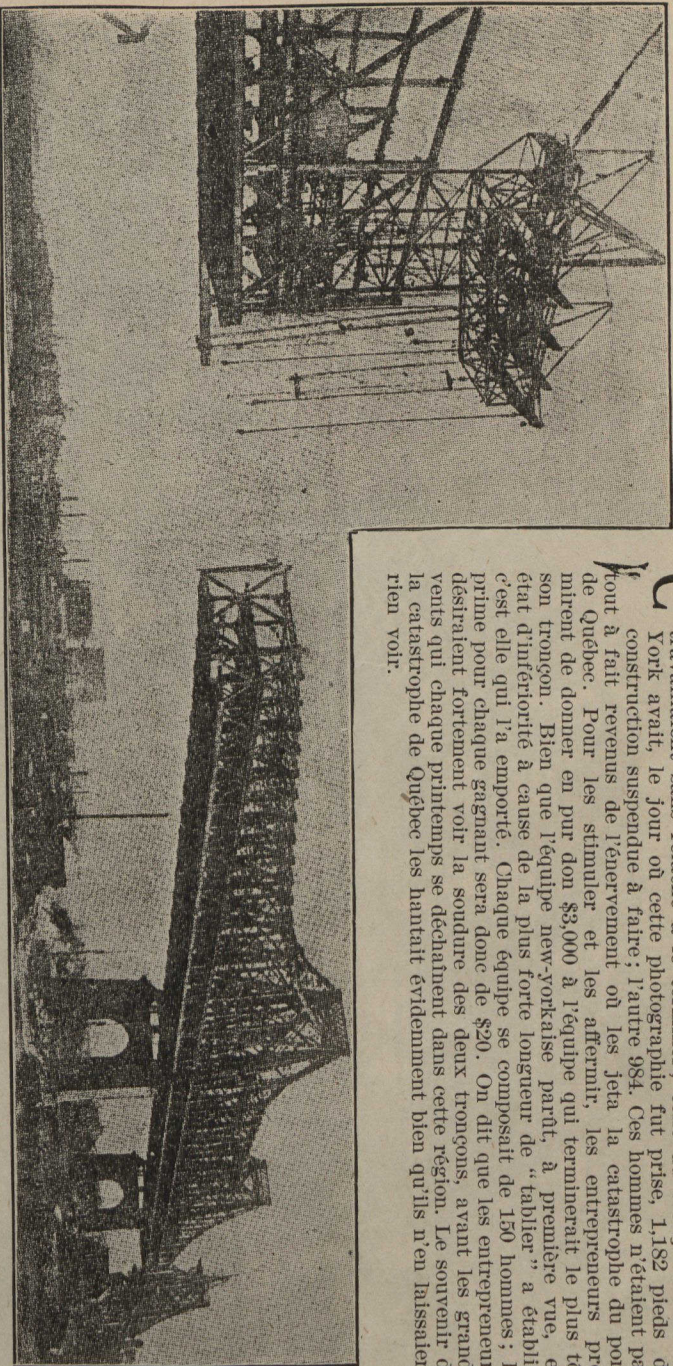 C
York avait, le jour où cette photographie fut prise, 1,182 pieds d
construction suspendue à faire; l'autre 984. Ces hommes n'étaient pa
tout à fait revenus de l'énervement où les jeta la catastrophe du po
de Québec. Pour les stimuler et les affermir, les entrepreneurs pr
mirent de donner en pur don $3,000 à l'équipe qui terminerait le plus tô
son tronçon. Bien que l'équipe new-yorkaise parût, à première vue, e
état d'infériorité à cause de la plus forte longueur de "tablier" a établi
c'est elle qui l'a emporté. Chaque équipe se composait de 150 hommes;
prime pour chaque gagnant sera donc de $20. On dit que les entrepreneu
désiraient fortement voir la soudure des deux tronçons, avant les grand
vents qui chaque printemps se déchaînent dans cette région. Le souvenir d
la catastrophe de Québec les hantait évidemment bien qu'ils n'en laissaien
rien voir.